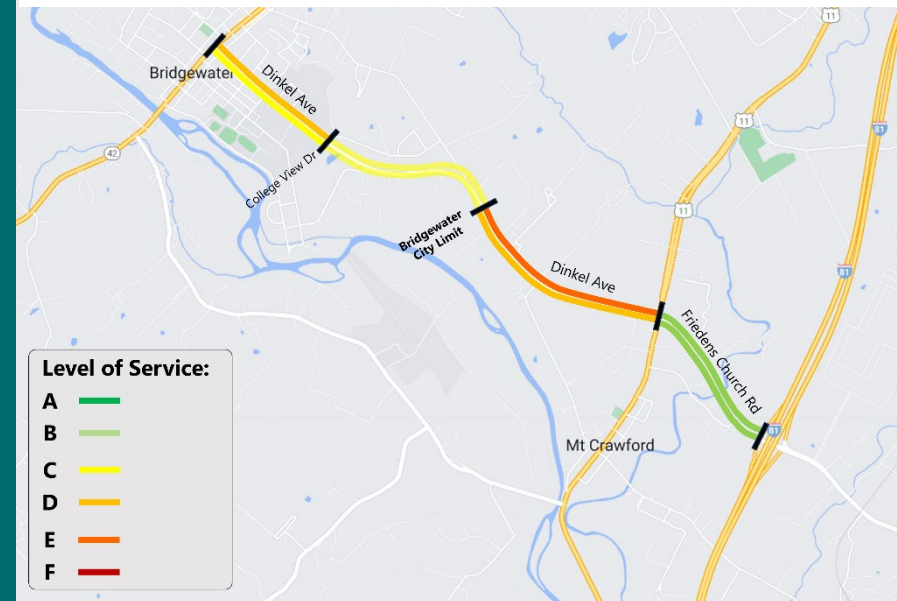 11
Bridgewater
Dinkel Ave
81
11
42
College View Dr
11
Bridgewater
City Limit
81
Dinkel Ave
Friedens Church Rd
Level of Service:
A
B
C
D
E
F
81
Mt Crawford